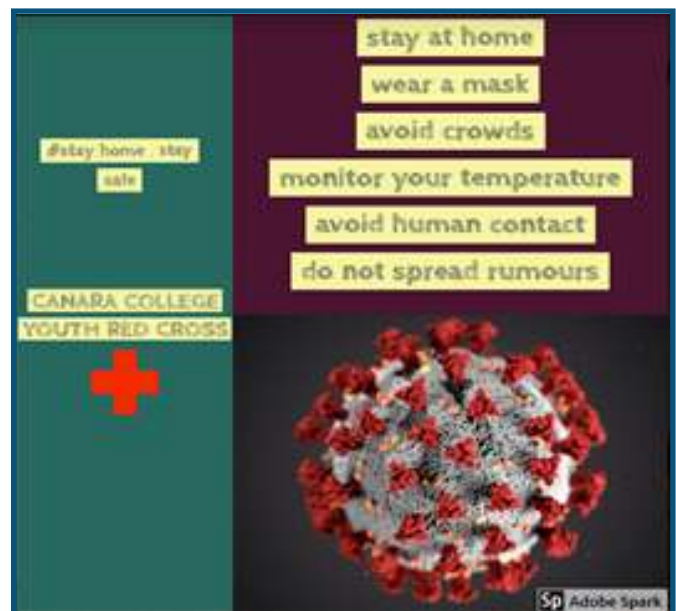 #stay home stay
safe
CANARA COLLEGE
YOUTH RED CROSS
stay at home
wear a mask
avoid crowds
monitor your temperature
avoid human contact
do not spread rumours
Sp Adobe Spark